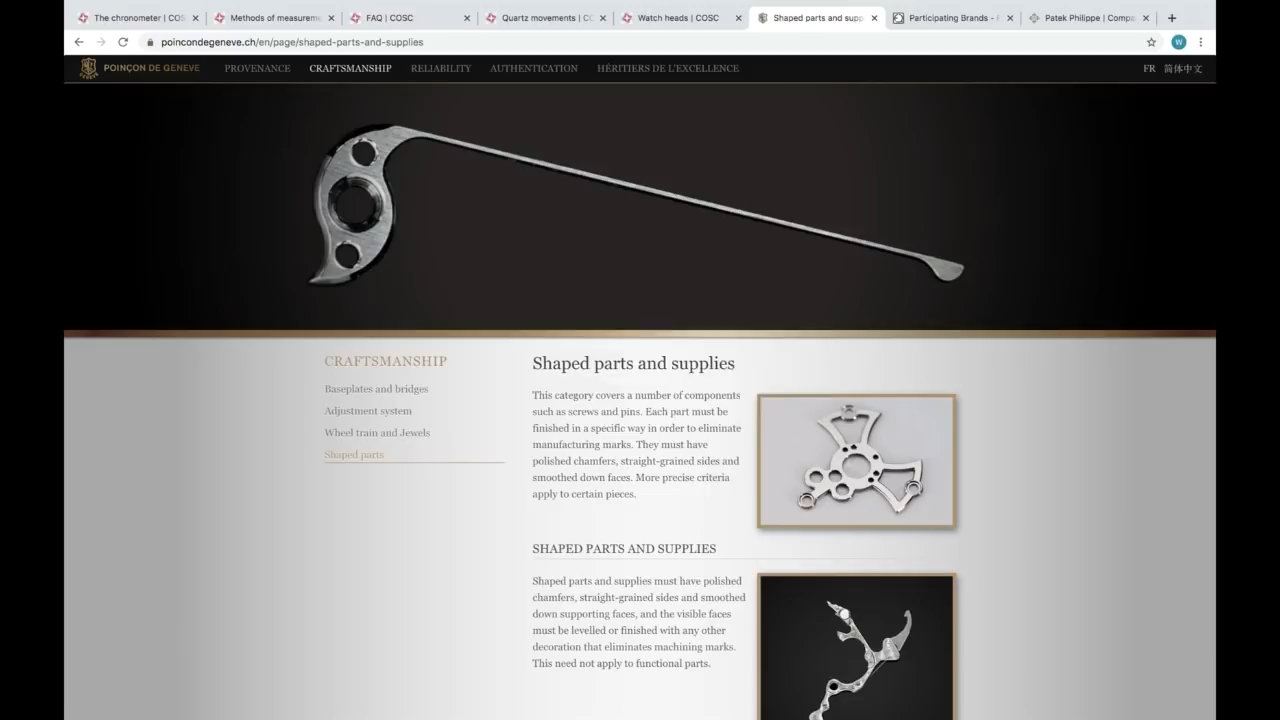 The chronometer | COS
Methods of measurem
FAQ | COSC
Quartz movements | C
Watch heads | COSC
Shaped parts and supp
Participating Brands -
Patek Philippe | Comp
poincondegeneve.ch/en/page/shaped-parts-and-supplies
W
POINÇON DE GENEVE
PROVENANCE
CRAFTSMANSHIP
RELIABILITY
AUTHENTICATION
HÉRITIERS DE L'EXCELLENCE
FR
简体中文
CRAFTSMANSHIP
Baseplates and bridges
Adjustment system
Wheel train and Jewels
Shaped parts
Shaped parts and supplies
This category covers a number of components
such as screws and pins. Each part must be
finished in a specific way in order to eliminate
manufacturing marks. They must have
polished chamfers, straight-grained sides and
smoothed down faces. More precise criteria
apply to certain pieces.
SHAPED PARTS AND SUPPLIES
Shaped parts and supplies must have polished
chamfers, straight-grained sides and smoothed
down supporting faces, and the visible faces
must be levelled or finished with any other
decoration that eliminates machining marks.
This need not apply to functional parts.